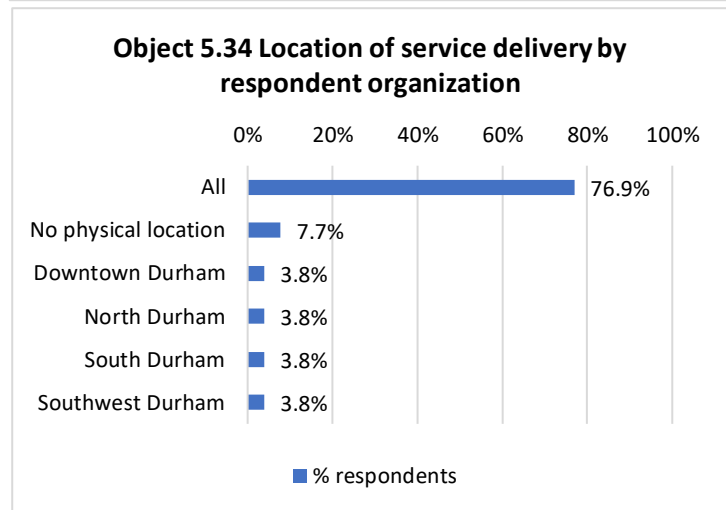 Object 5.34 Location of service delivery by
respondent organization
0% 20% 40% 60% 80% 100%
All 76.9%
No physical location 7.7%
Downtown Durham 3.8%
North Durham 3.8%
South Durham 3.8%
Southwest Durham 3.8%
% respondents